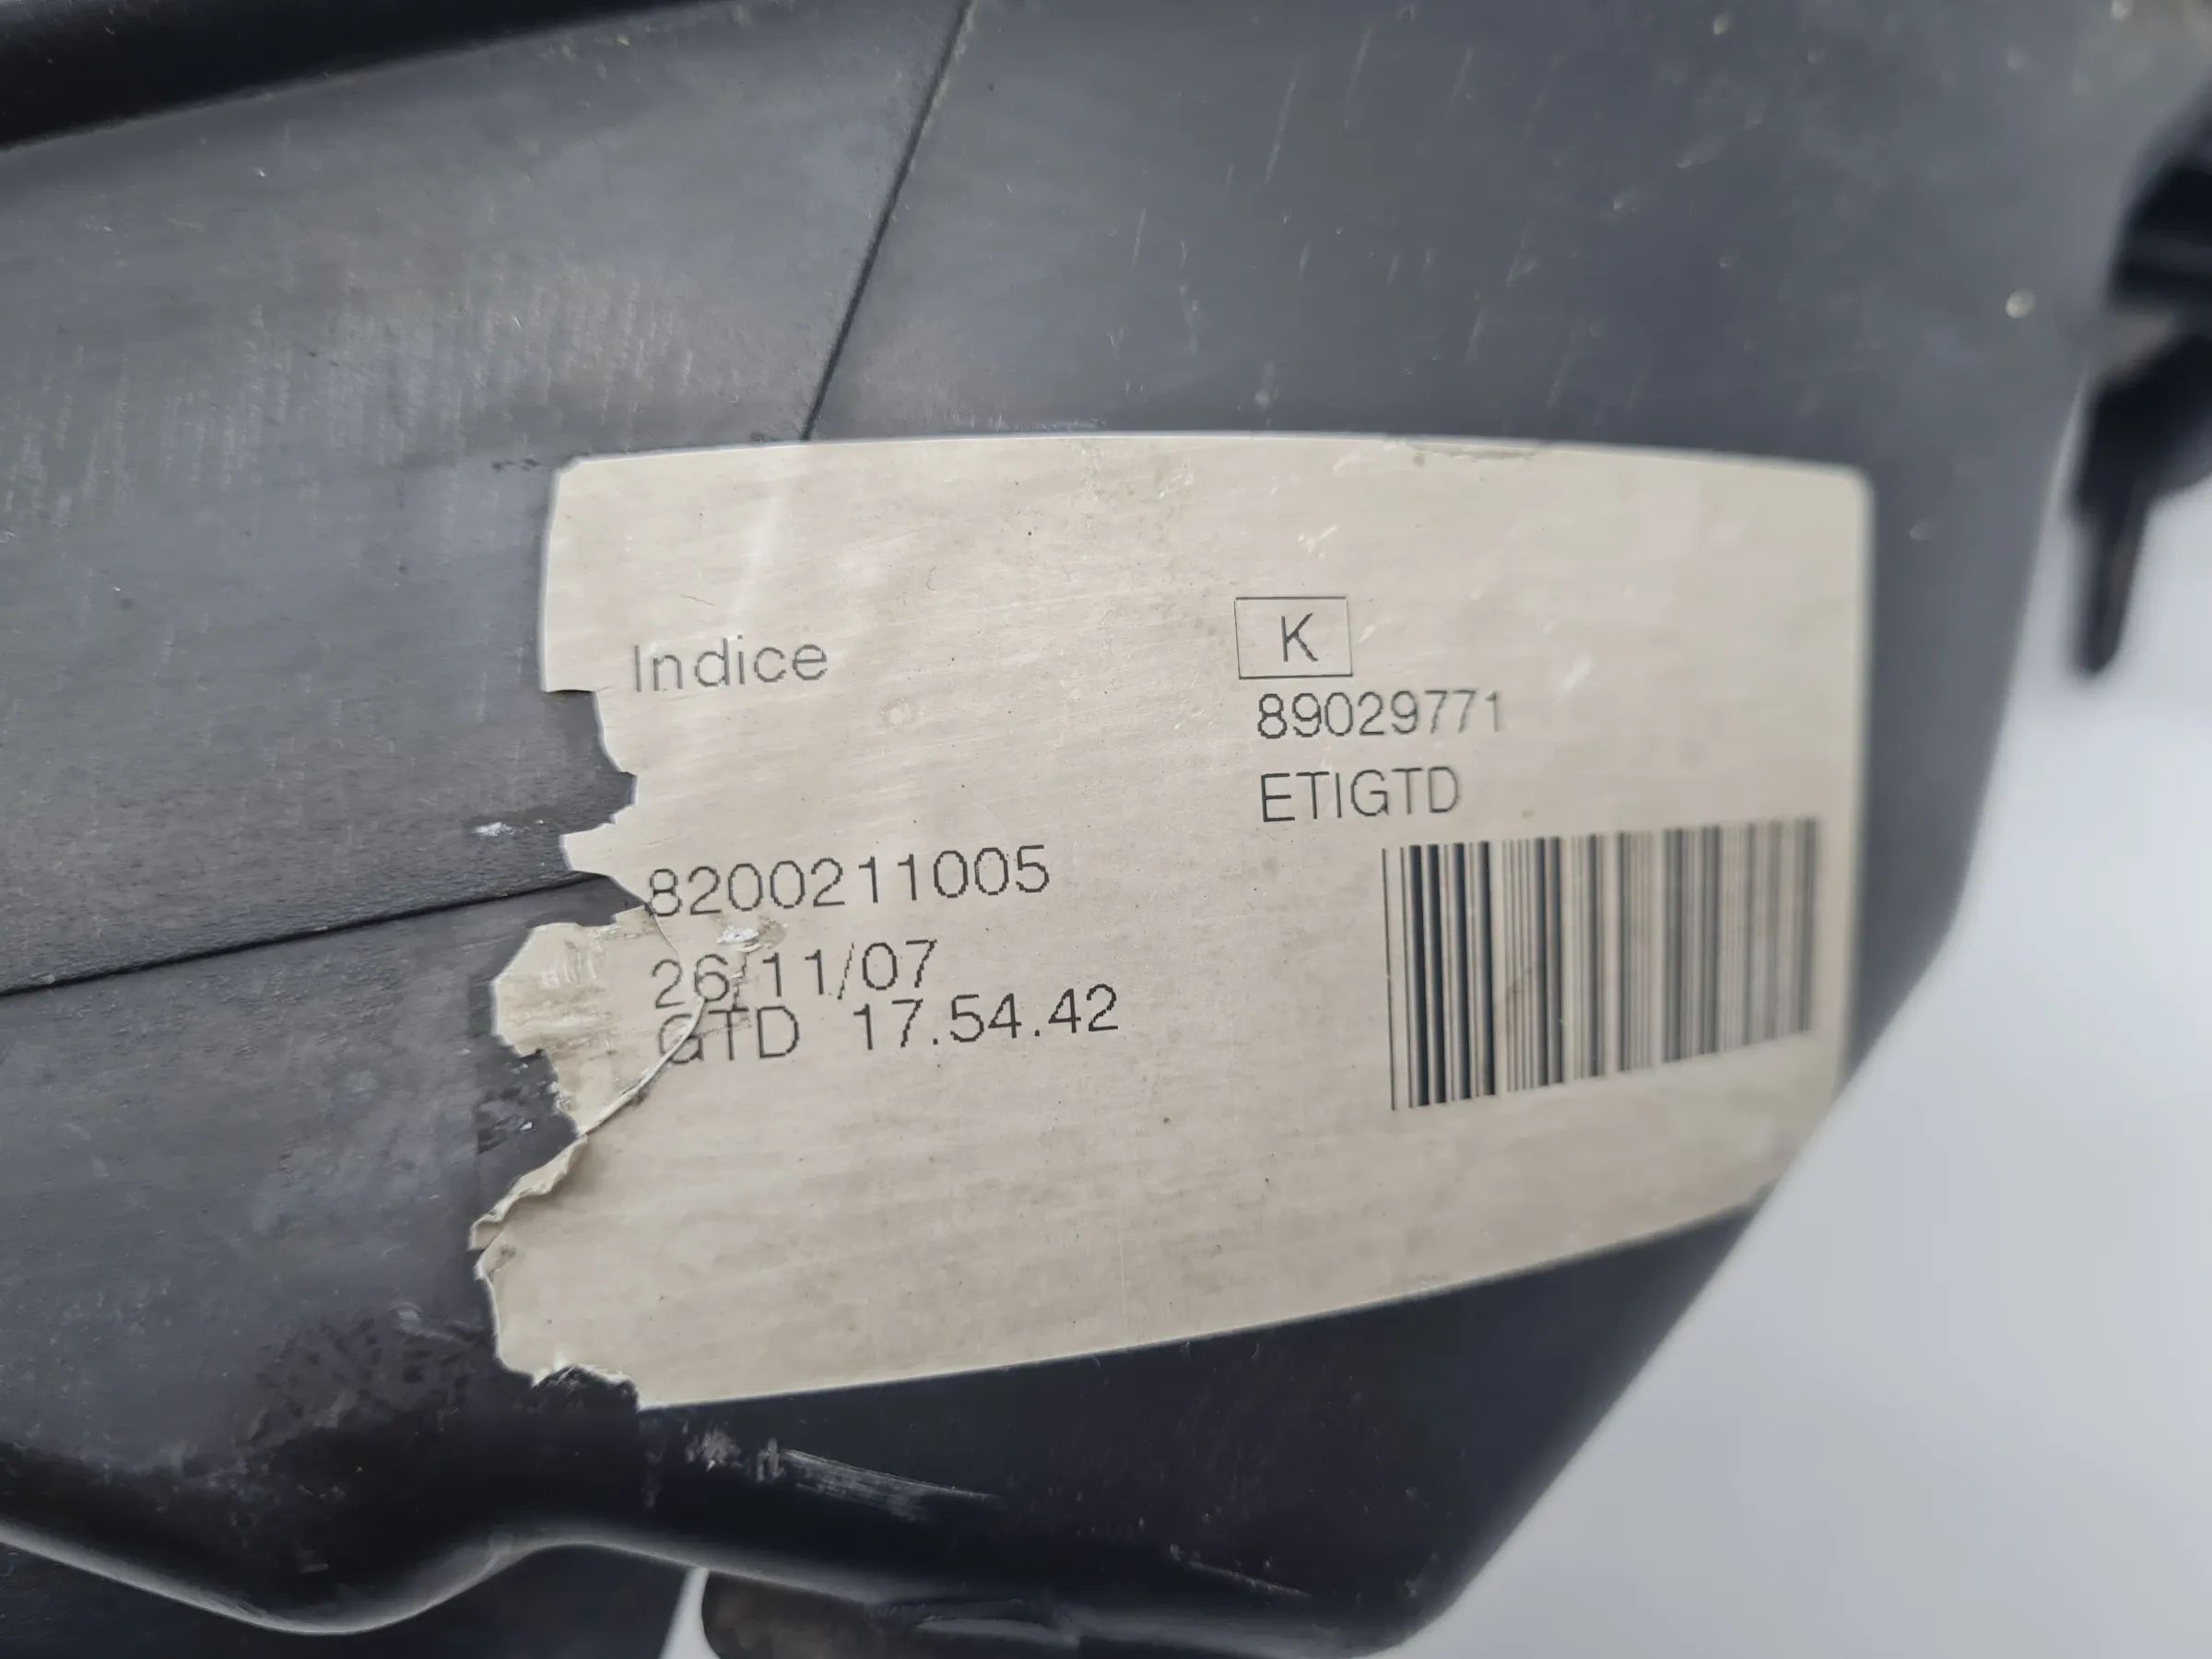 Indice K
89029771
ETIGTD
8200211005
26/11/07
GTD 17.54.42